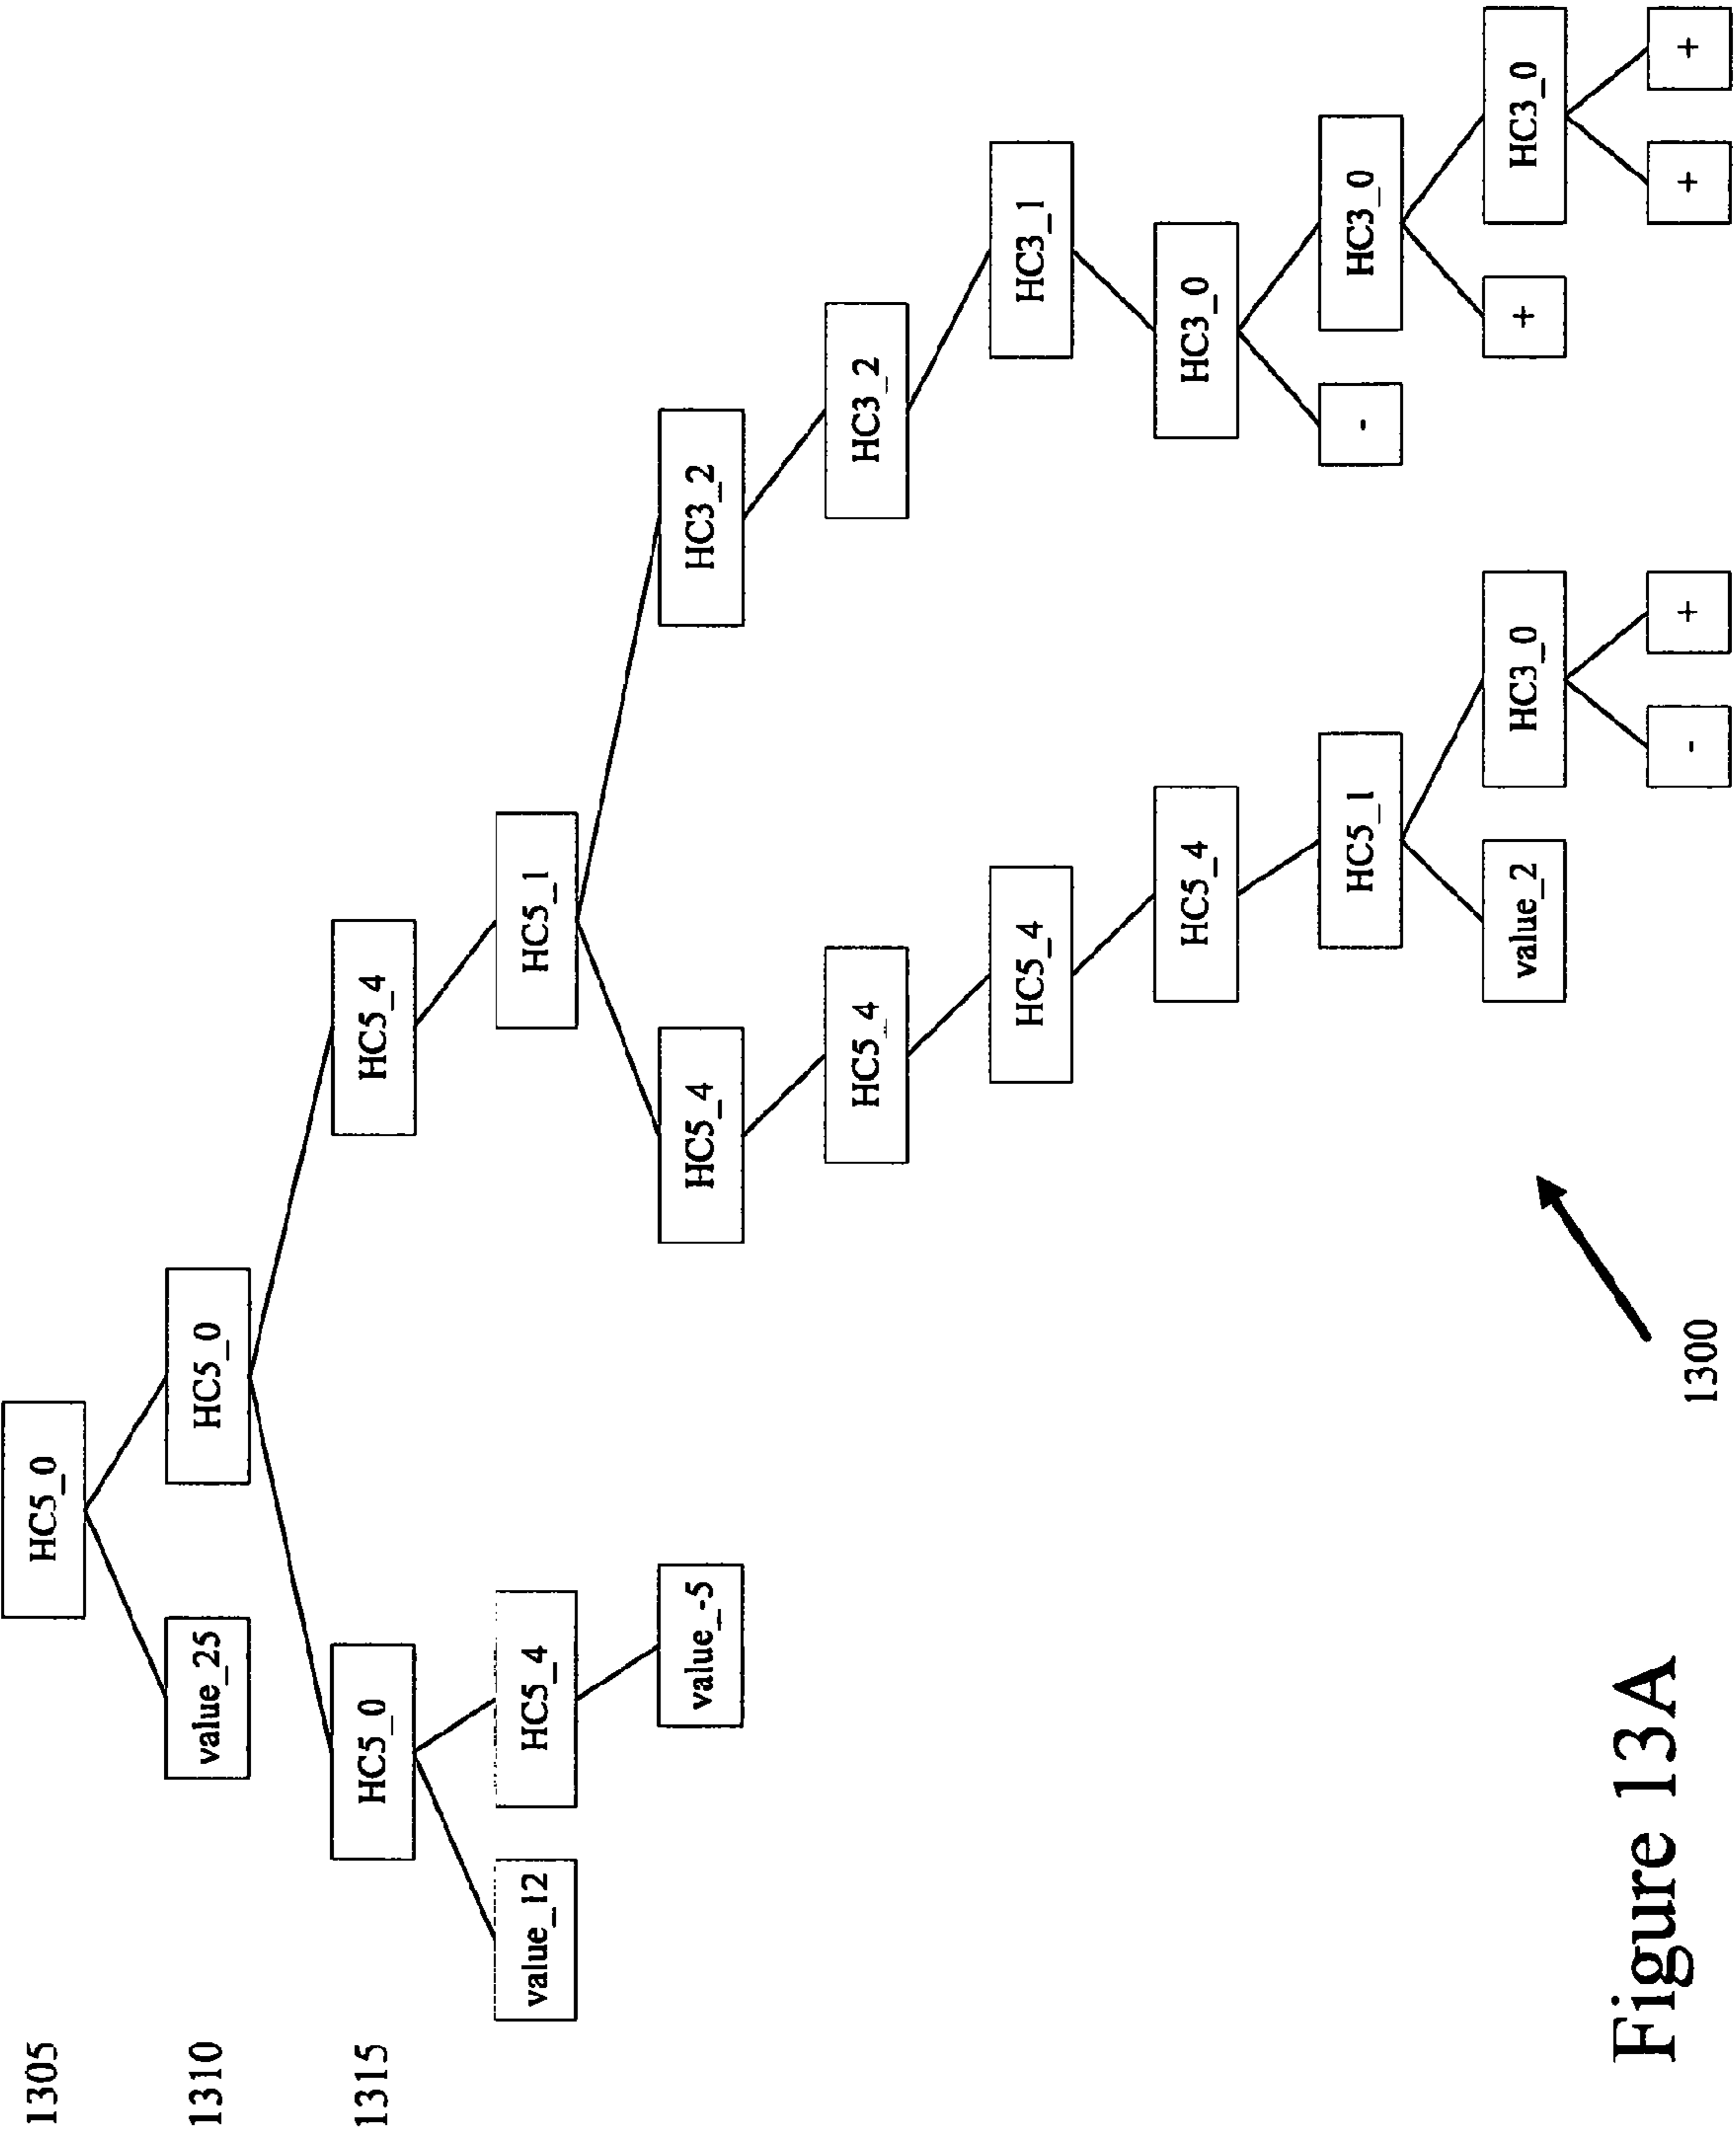 1305
HC5_0
1310
value_25
HC5_0
1315
HC5_0
HC5_4
value_12
HC5_4
HC5_1
value_-5
HC5_4
HC3_2
HC5_4
HC3_2
HC5_4
HC3_1
HC5_4
HC3_0
HC5_1
-
HC3_0
value_2
HC3_0
+
HC3_0
-
+
+
+
1300
Figure 13A